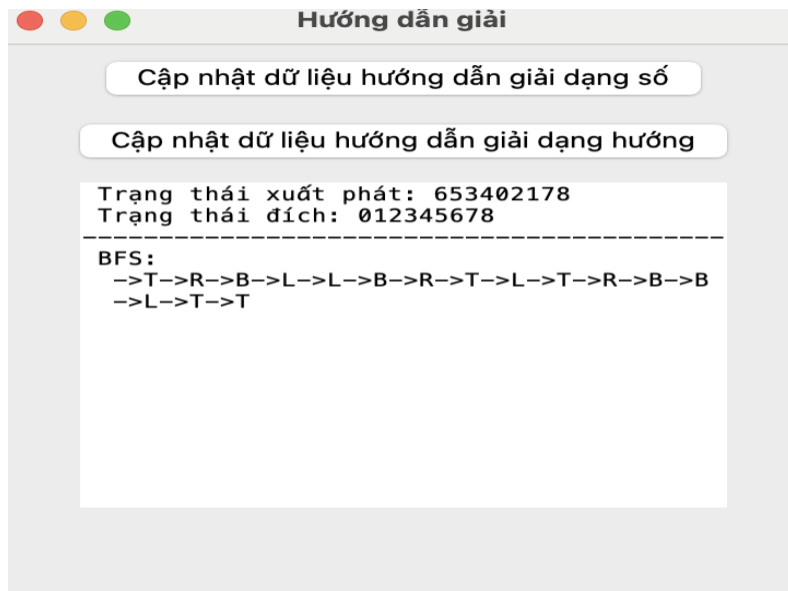 Hướng dẫn giải
Cập nhật dữ liệu hướng dẫn giải dạng số
Cập nhật dữ liệu hướng dẫn giải dạng hướng
Trạng thái xuất phát: 653402178
Trạng thái đích: 012345678
------------------------------------------
BFS:
->T->R->B->L->L->B->R->T->L->T->R->B->B
->L->T->T